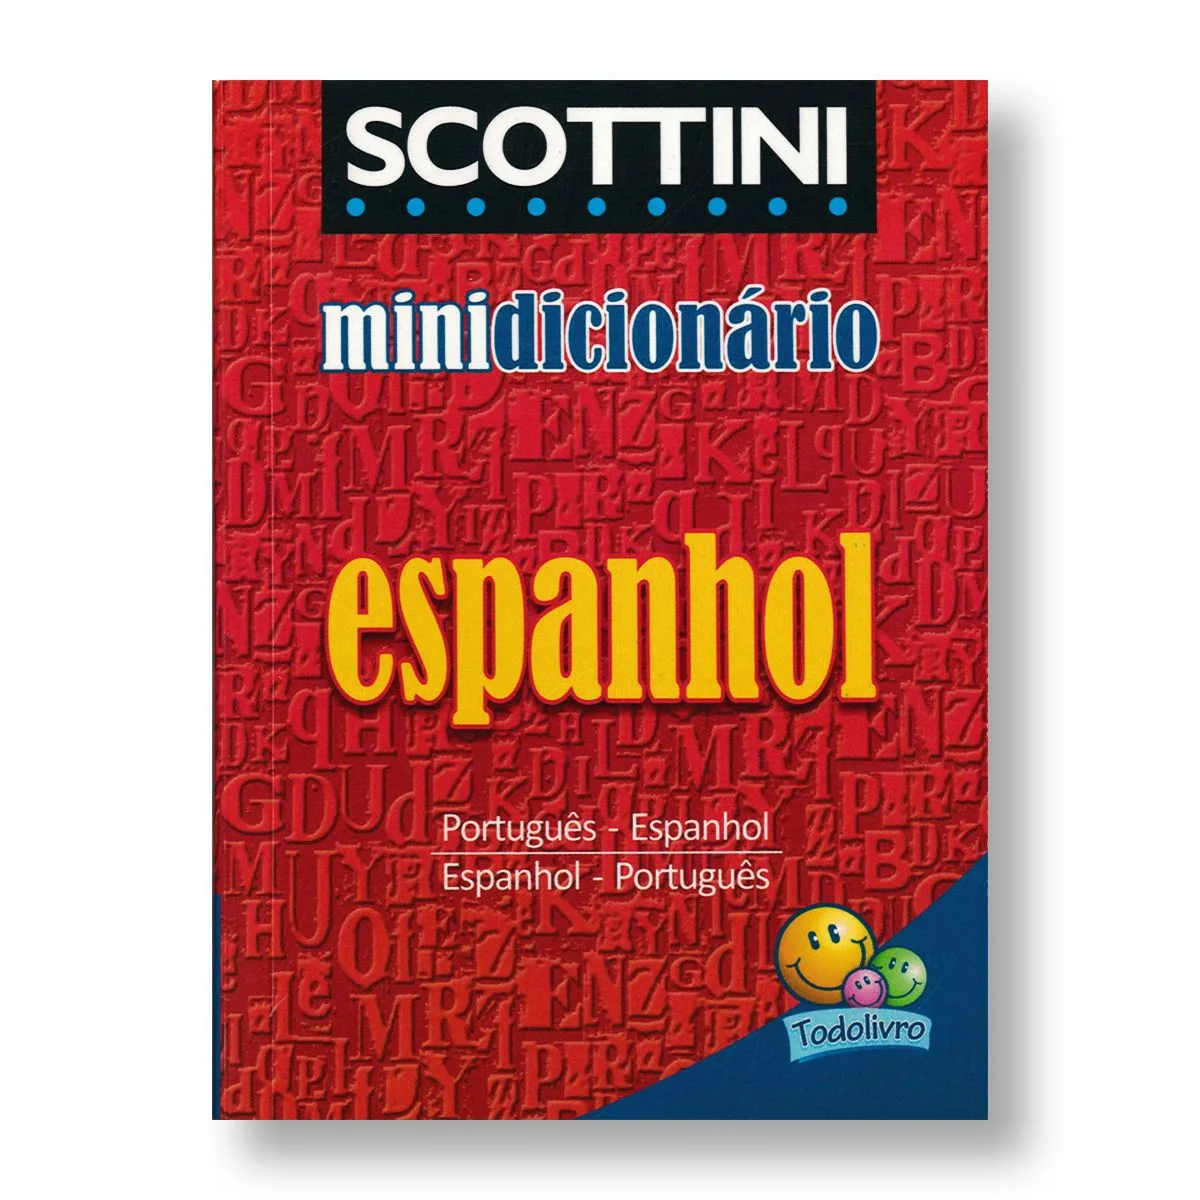 SCOTTINI
minidicionário
espanhol
Português - Espanhol
Espanhol - Português
Todolivro